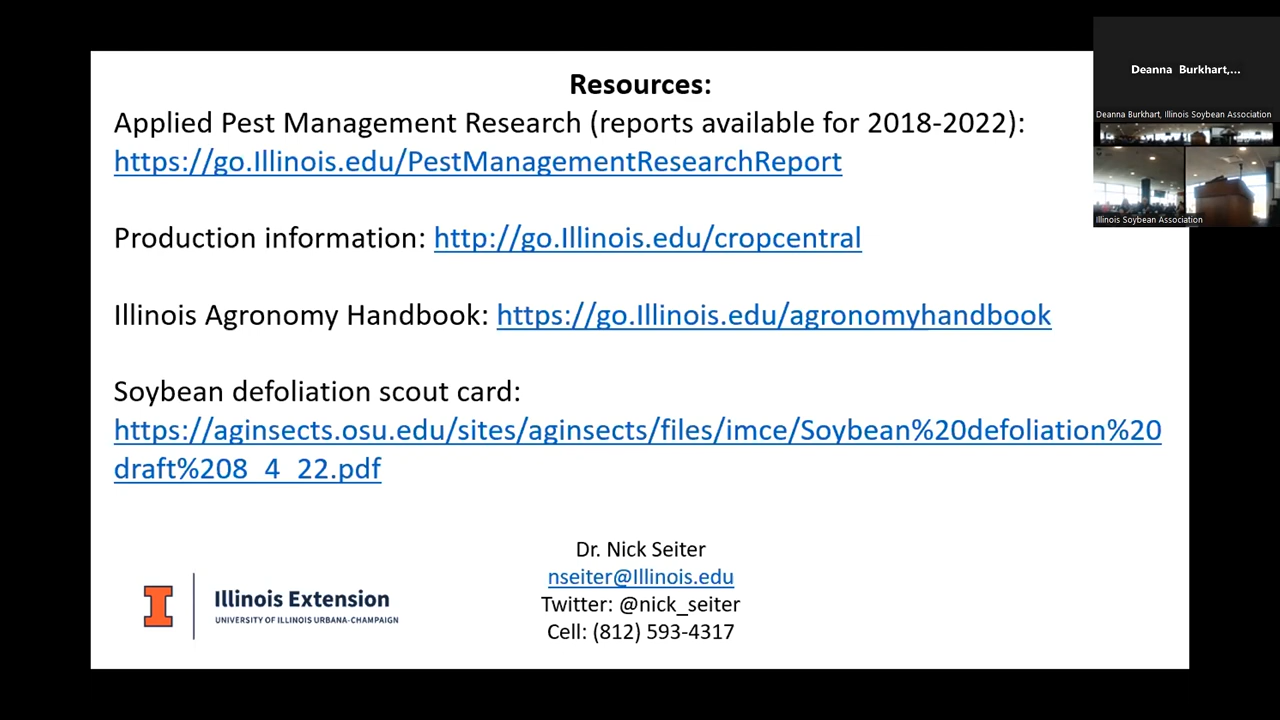 Resources:
Applied Pest Management Research (reports available for 2018-2022):
https://go.Illinois.edu/PestManagementResearchReport
Production information: http://go.Illinois.edu/cropcentral
Illinois Agronomy Handbook: https://go.Illinois.edu/agronomyhandbook
Soybean defoliation scout card:
https://aginsects.osu.edu/sites/aginsects/files/imce/Soybean%20defoliation%20
draft%208_4_22.pdf
Dr. Nick Seiter
nseiter@Illinois.edu
Twitter: @nick_seiter
Cell: (812) 593-4317
I
Illinois Extension
UNIVERSITY OF ILLINOIS URBANA-CHAMPAIGN
Deanna Burkhart,...
Deanna Burkhart, Illinois Soybean Association
Illinois Soybean Association